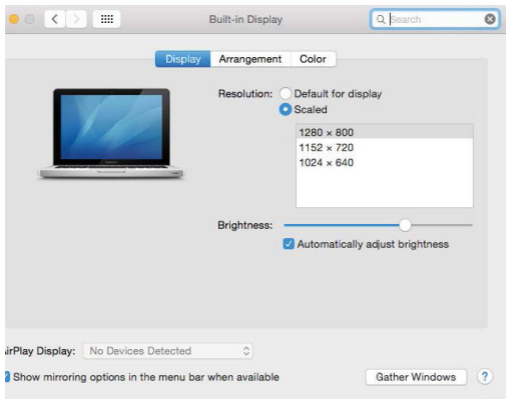 Built-in Display
Search
Display Arrangement Color
Resolution: Default for display
Scaled
1280 × 800
1152 × 720
1024 × 640
Brightness:
Automatically adjust brightness
AirPlay Display: No Devices Detected
Show mirroring options in the menu bar when available
Gather Windows ?